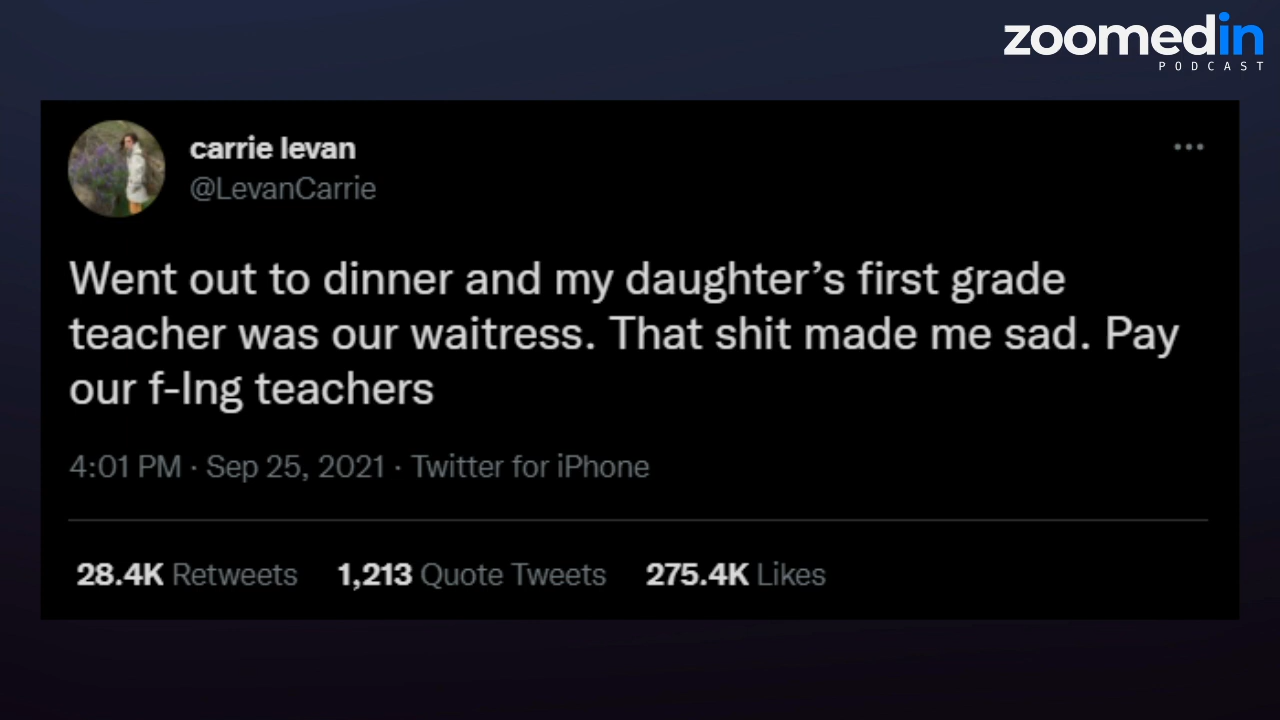 zoomedin
PODCAST
carrie levan
@LevanCarrie
Went out to dinner and my daughter’s first grade
teacher was our waitress. That shit made me sad. Pay
our f-Ing teachers
4:01 PM · Sep 25, 2021 · Twitter for iPhone
28.4K Retweets 1,213 Quote Tweets 275.4K Likes